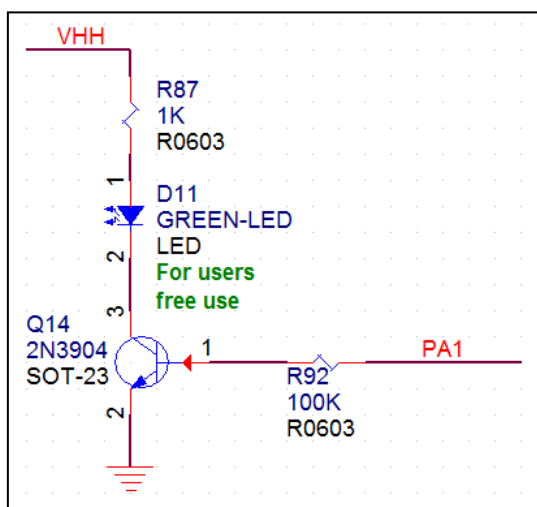 VHH
R87
1K
R0603
1
D11
GREEN-LED
LED
2
For users
free use
3
Q14
2N3904
SOT-23
1
PA1
R92
100K
R0603
2